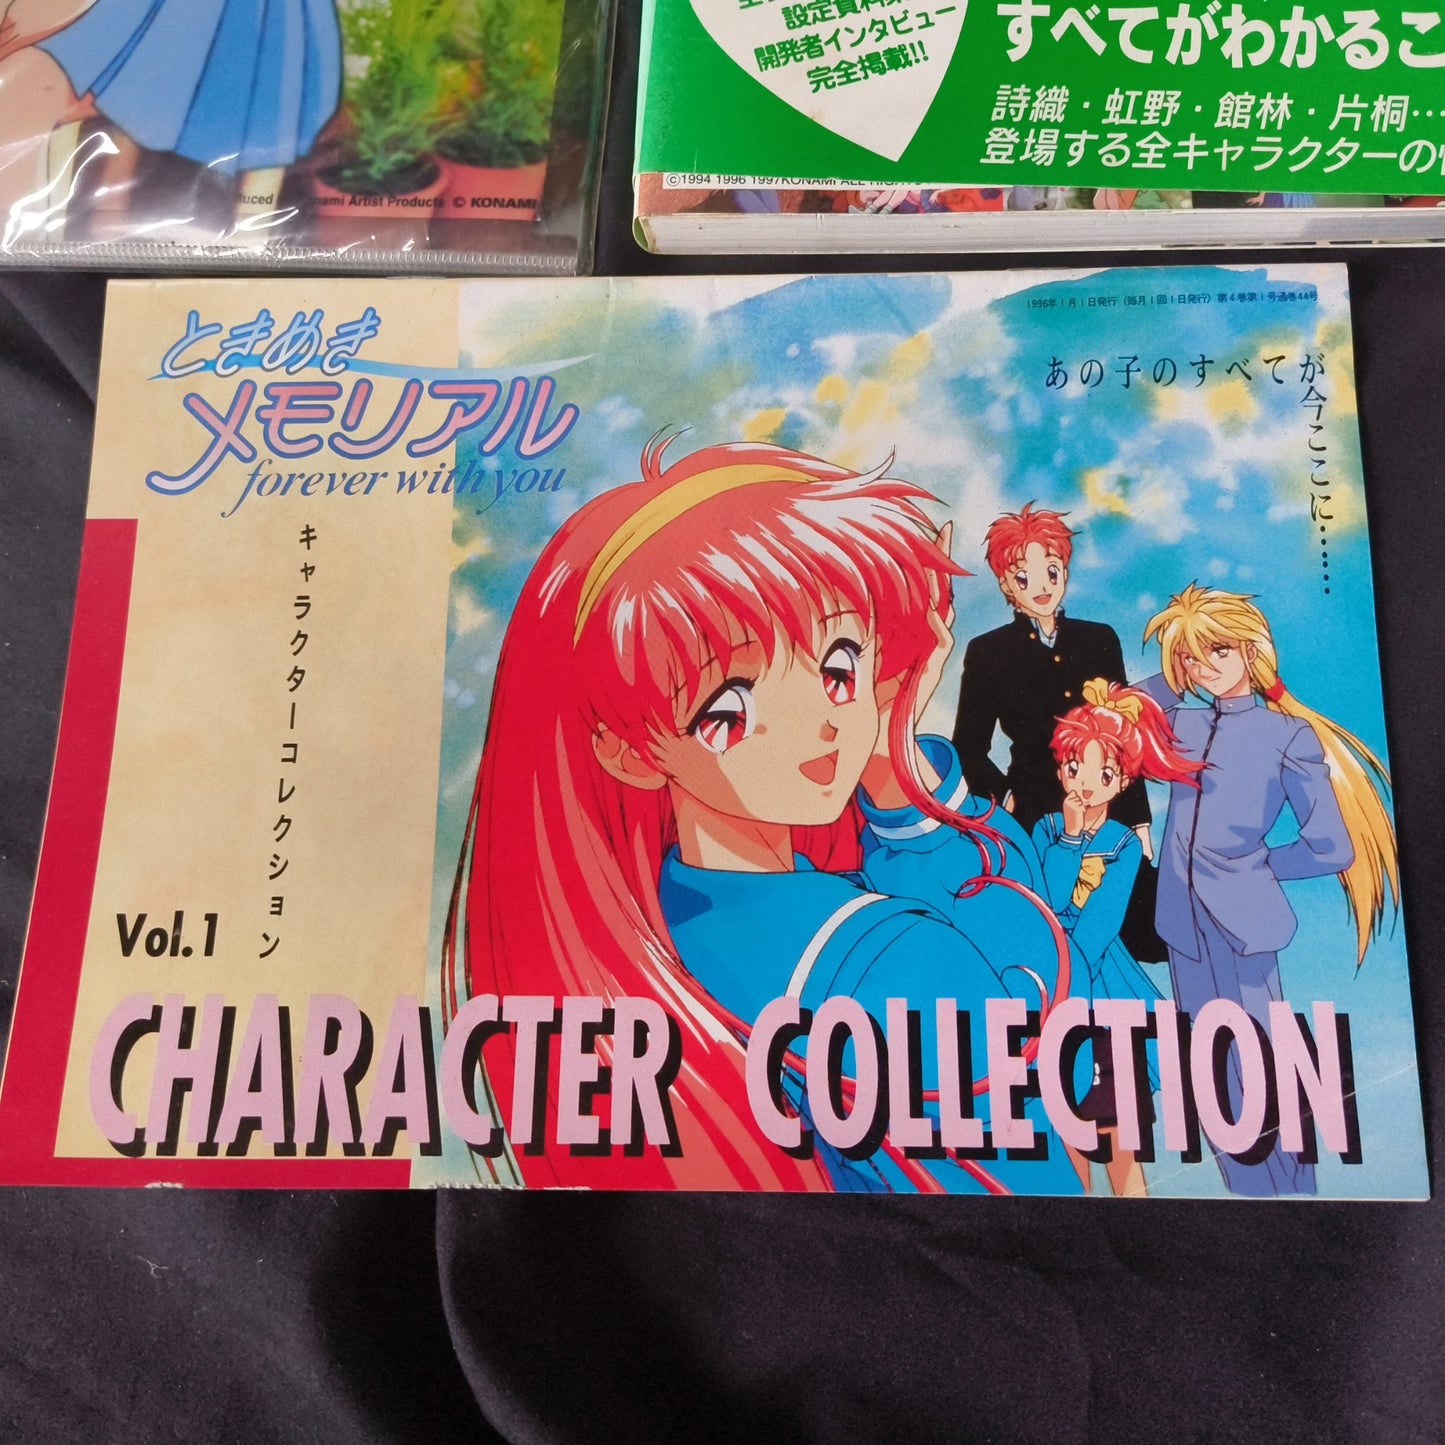 Konami Artist Products © KONAMI
設定資料
開発者インタビュー
完全掲載!!
すべてがわかるこ
詩織・虹野・館林・片桐…
登場する全キャラクターの
©1994 1996 1997KONAMI ALL
1996年1月1日発行(毎月1回1日発行)第4巻第1号通巻44号
ときめき
メモリアル
forever with you
あの子のすべてが今ここに……
キャラクターコレクション
Vol.1
CHARACTER COLLECTION